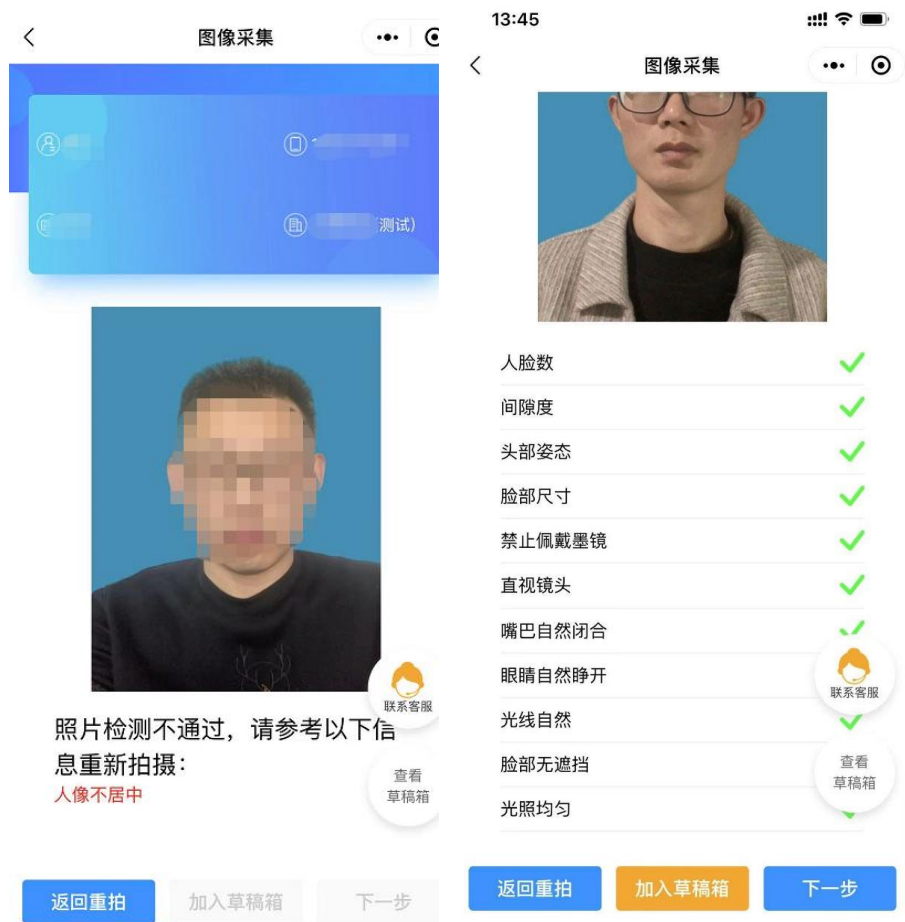 图像采集
测试)
照片检测不通过，请参考以下信
息重新拍摄：
人像不居中
联系客服
查看
草稿箱
返回重拍
加入草稿箱
下一步
13:45
图像采集
人脸数
间隙度
头部姿态
脸部尺寸
禁止佩戴墨镜
直视镜头
嘴巴自然闭合
眼睛自然睁开
光线自然
脸部无遮挡
光照均匀
联系客服
查看
草稿箱
返回重拍
加入草稿箱
下一步